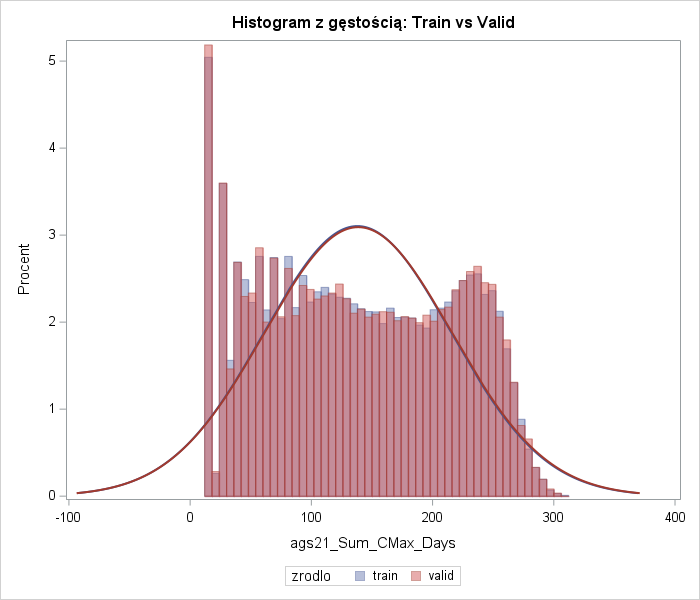 Histogram z gęstością: Train vs Valid
5
4
3
2
1
0
Procent
-100 0 100 200 300 400
ags21_Sum_CMax_Days
zrodlo train valid